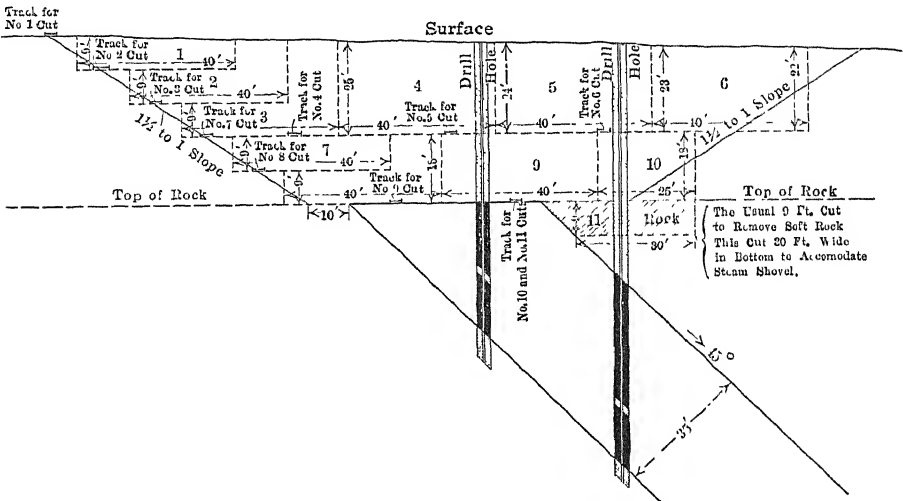 Track for
No 1 Cut
Surface
Track for
No 2 Cut
1
40'
9'
Track for
No. 3 Cut
2
40'
9'
Track for
No. 7 Cut
3
40'
9'
Track for
No. 4 Cut
25'
4
Track for
No. 5 Cut
40'
Drill
Hole
24'
5
40'
Track for
No. 6 Cut
Drill
Hole
23'
6
22'
40'
1½ to 1 Slope
1½ to 1 Slope
Track for
No 8 Cut
7
40'
9'
9'
Track for
No 9 Cut
40'
9
40'
10
25'
Top of Rock
10'
Track for
No. 10 and No. 11 Cut
11
Rock
30'
Top of Rock
The Usual 9 Ft. Cut
to Remove Soft Rock
This Cut 20 Ft. Wide
in Bottom to Accomodate
Steam Shovel.
45°
35'